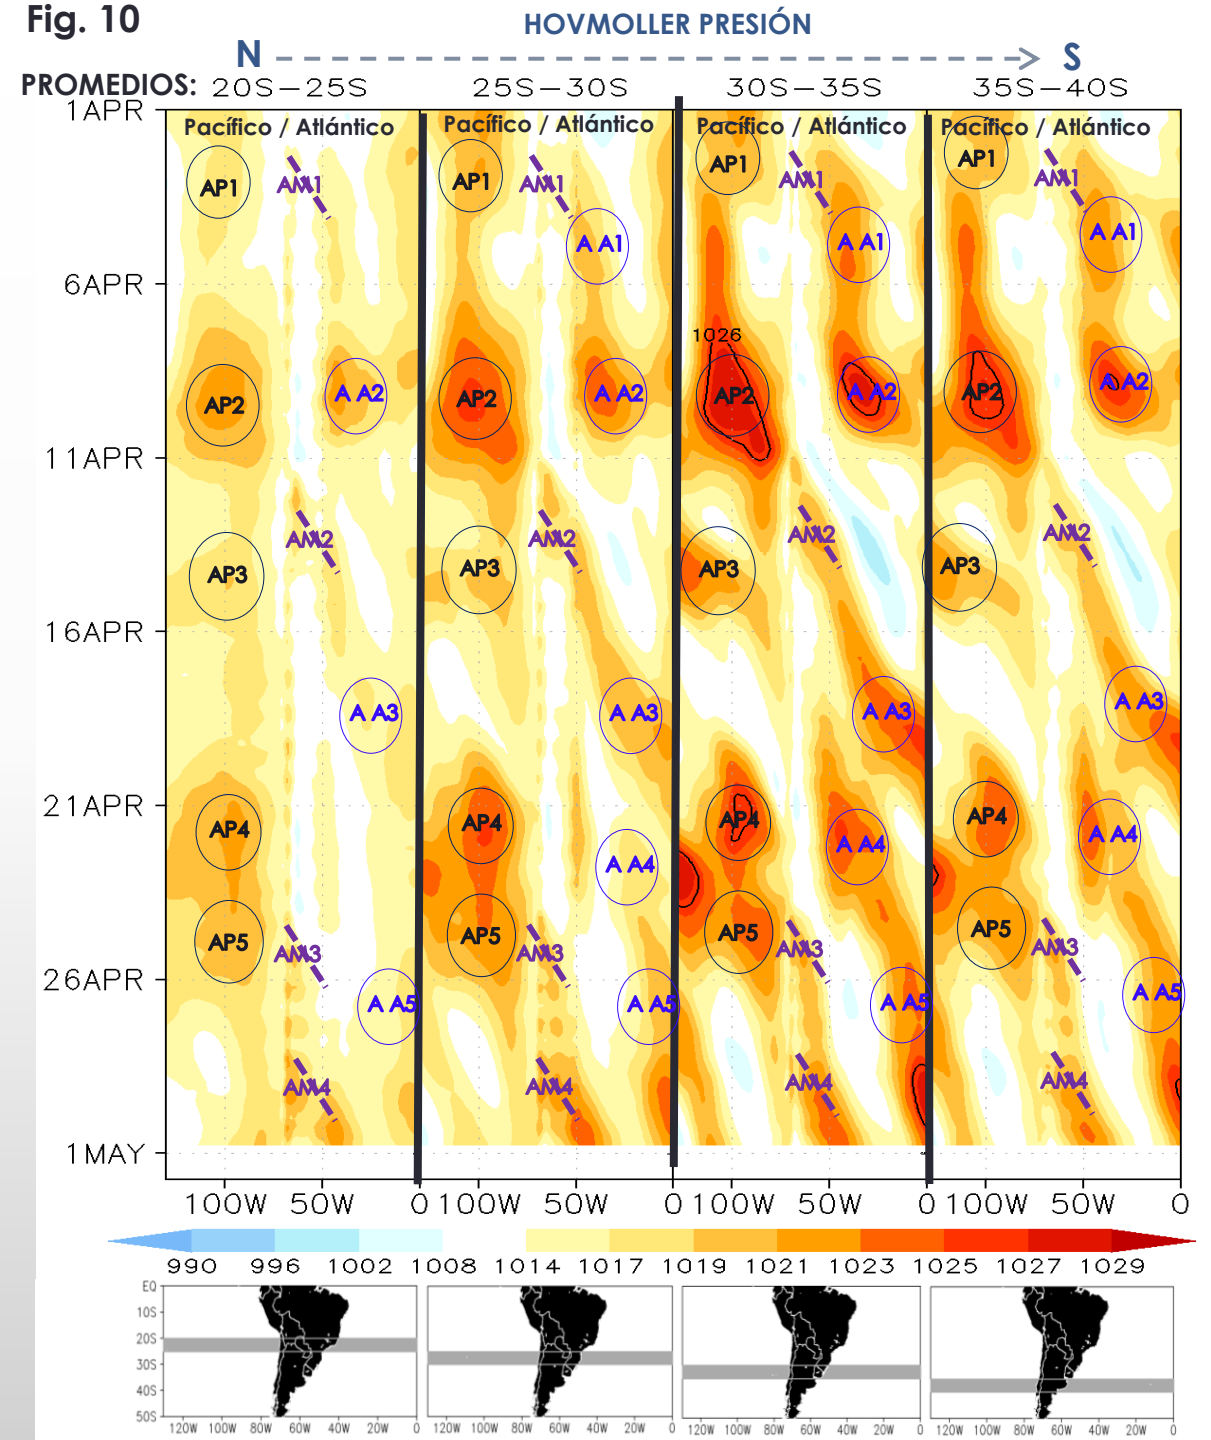 Fig. 10
HOVMOLLER PRESIÓN
N S
PROMEDIOS: 20S-25S 25S-30S 30S-35S 35S-40S
1APR
Pacífico / Atlántico Pacífico / Atlántico Pacífico / Atlántico Pacífico / Atlántico
AP1 AM1 AP1 AM1 AP1 AM1 AP1 AM1
A A1 A A1 A A1
6APR
1026
AP2 A A2 AP2 A A2 AP2 A A2 AP2 A A2
11APR
AM2 AM2 AM2 AM2
AP3 AP3 AP3 AP3
16APR
A A3 A A3 A A3 A A3
21APR
AP4 AP4 A A4 AP4 A A4 AP4 A A4
AP5 AM3 AP5 AM3 AP5 AM3 AP5 AM3
26APR
A A5 A A5 A A5 A A5
AM4 AM4 AM4 AM4
1MAY
100W 50W 0 100W 50W 0 100W 50W 0 100W 50W 0
990 996 1002 1008 1014 1017 1019 1021 1023 1025 1027 1029
EQ
10S
20S
30S
40S
50S
120W 100W 80W 60W 40W 20W 0 120W 100W 80W 60W 40W 20W 0 120W 100W 80W 60W 40W 20W 0 120W 100W 80W 60W 40W 20W 0